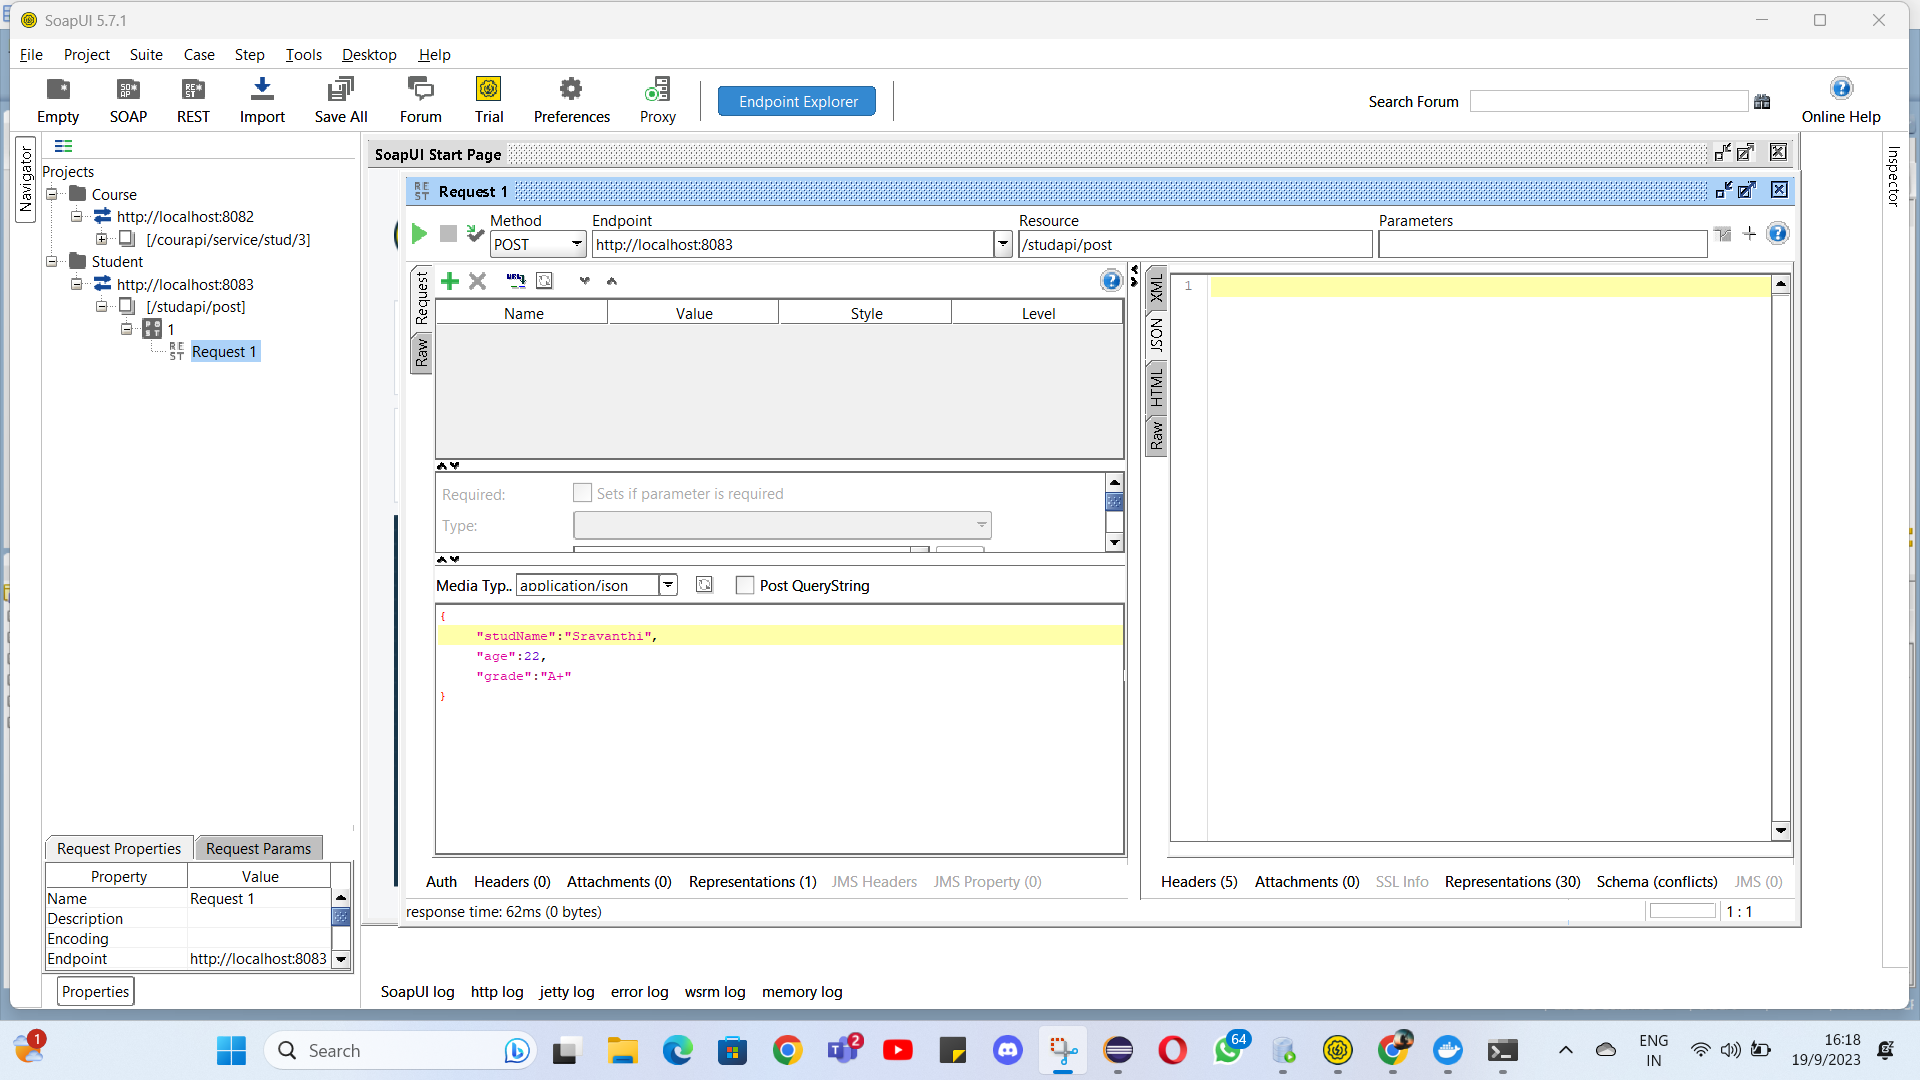 SoapUI 5.7.1
File Project Suite Case Step Tools Desktop Help
Empty SOAP REST Import Save All Forum Trial Preferences Proxy Endpoint Explorer Search Forum Online Help
Navigator
Projects
Course
http://localhost:8082
[/courapi/service/stud/3]
Student
http://localhost:8083
[/studapi/post]
1
Request 1
SoapUI Start Page
Request 1
Method Endpoint Resource Parameters
POST http://localhost:8083 /studapi/post
Request
Raw
Name Value Style Level
Required: Sets if parameter is required
Type:
Media Typ.. application/json Post QueryString
{
"studName":"Sravanthi",
"age":22,
"grade":"A+"
}
XML
JSON
HTML
Raw
1
Inspector
Auth Headers (0) Attachments (0) Representations (1) JMS Headers JMS Property (0)
Headers (5) Attachments (0) SSL Info Representations (30) Schema (conflicts) JMS (0)
response time: 62ms (0 bytes)
1 : 1
Request Properties Request Params
Property Value
Name Request 1
Description
Encoding
Endpoint http://localhost:8083
Properties
SoapUI log http log jetty log error log wsrm log memory log
1
Search
2
64
ENG
IN
16:18
19/9/2023